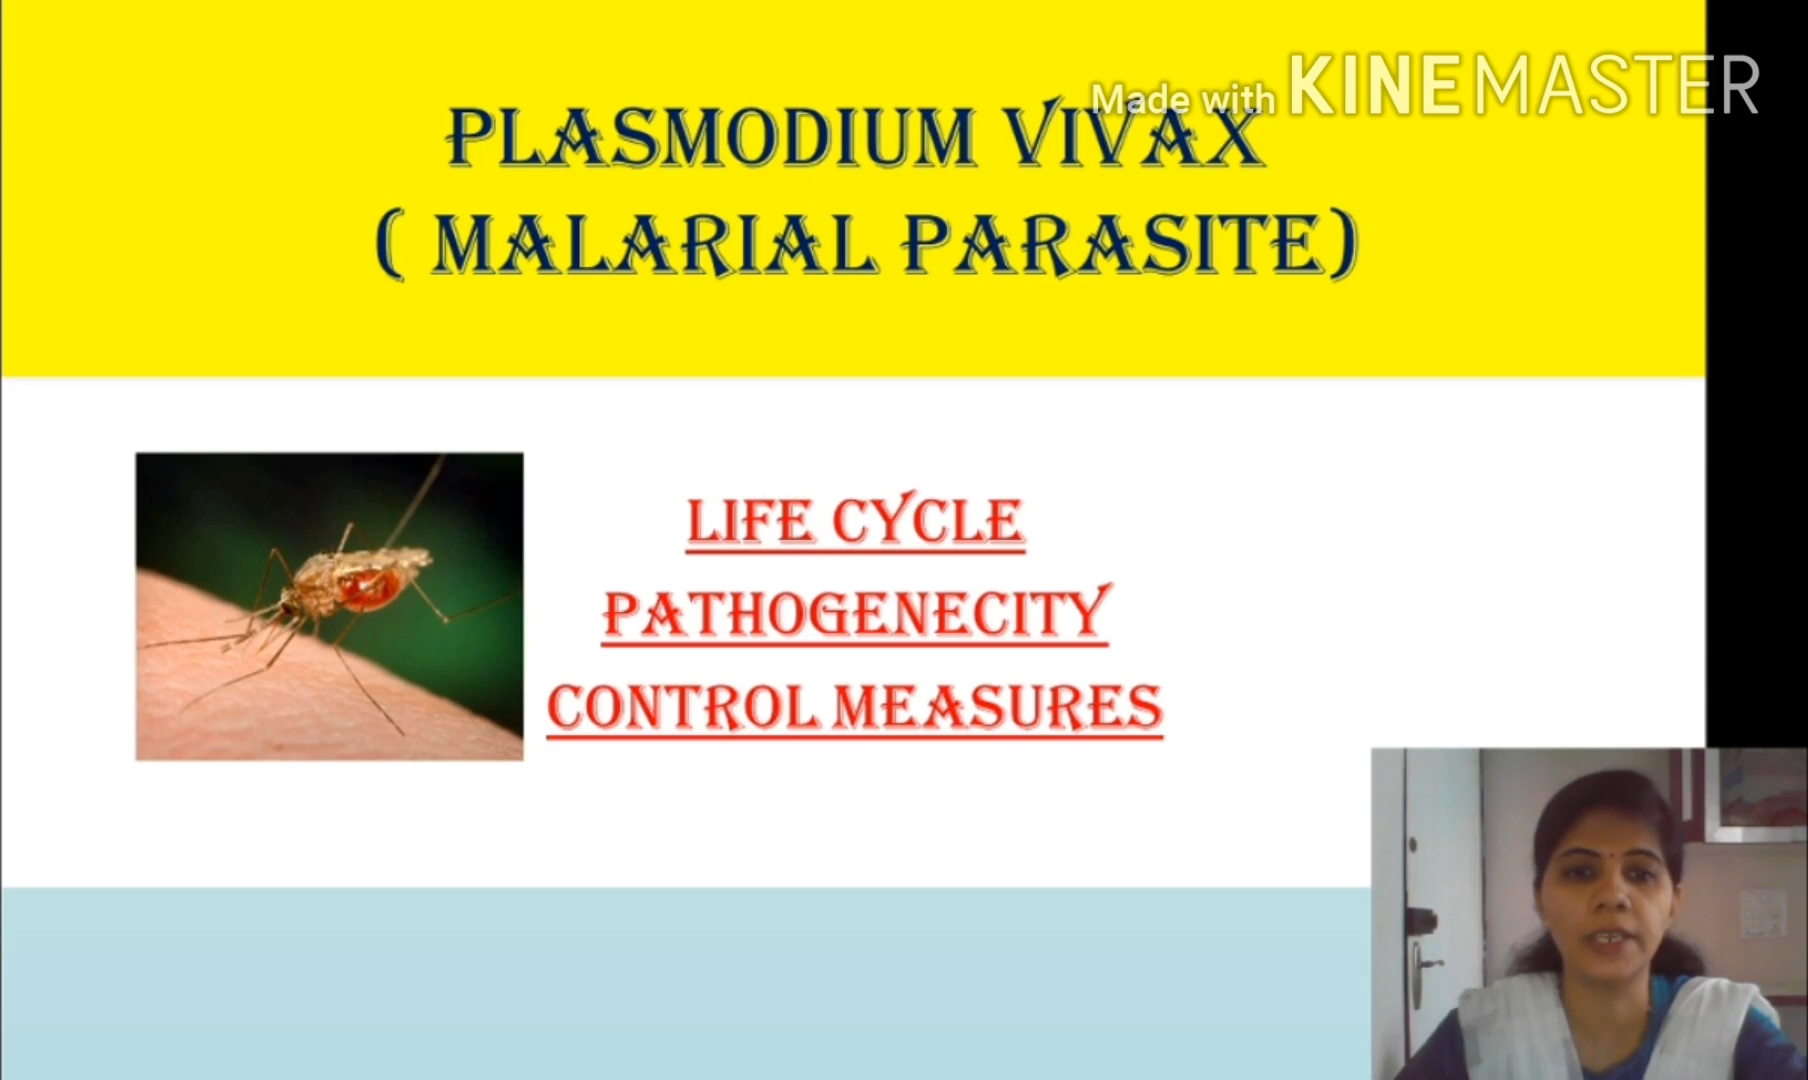 Made with KINEMASTER
PLASMODIUM VIVAX
( MALARIAL PARASITE)
LIFE CYCLE
PATHOGENECITY
CONTROL MEASURES